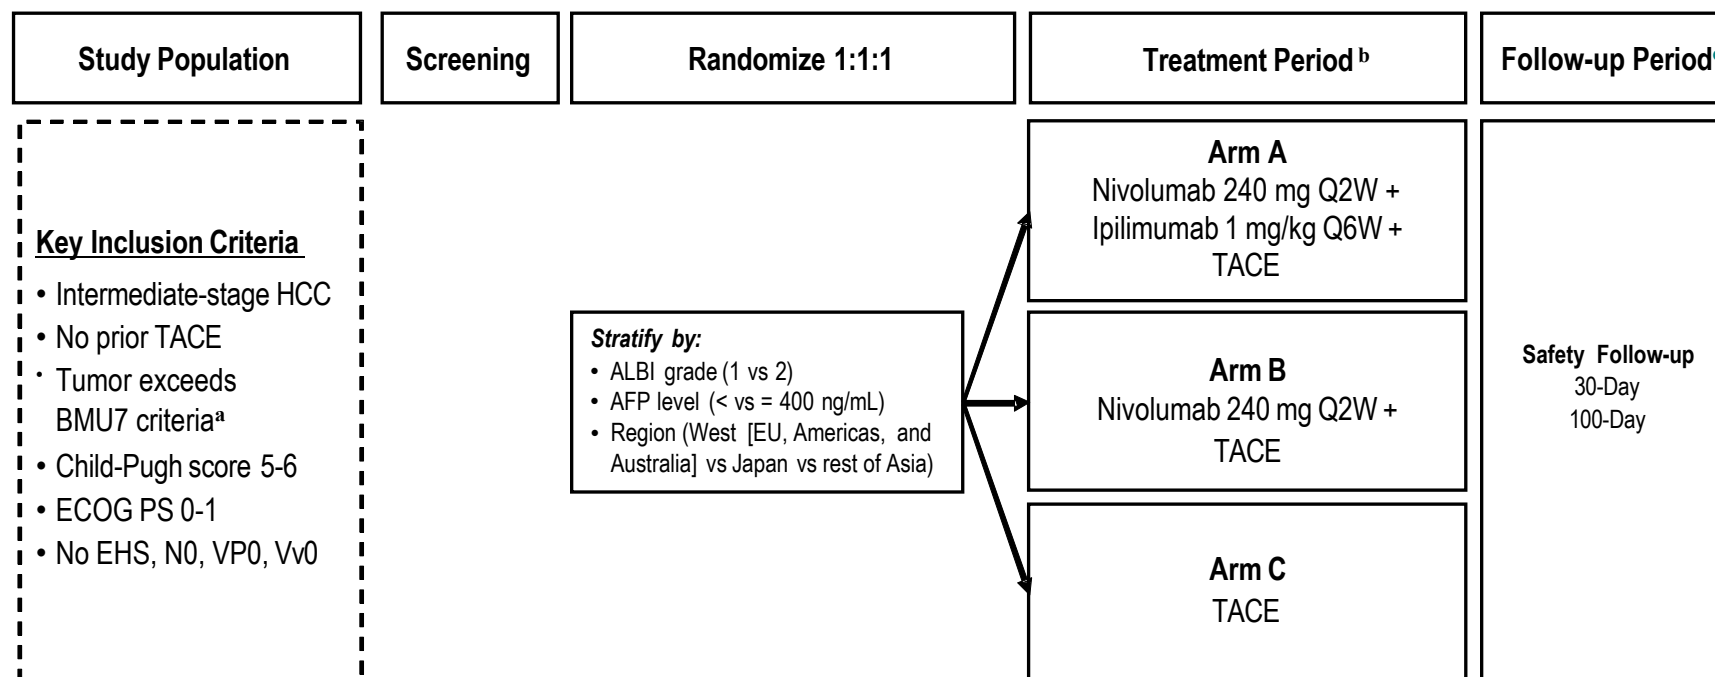 Study Population
Screening
Randomize 1:1:1
Treatment Period b
Follow-up Period
Key Inclusion Criteria
• Intermediate-stage HCC
• No prior TACE
• Tumor exceeds
BMU7 criteriaa
• Child-Pugh score 5-6
• ECOG PS 0-1
• No EHS, N0, VP0, Vv0
Stratify by:
• ALBI grade (1 vs 2)
• AFP level (< vs = 400 ng/mL)
• Region (West [EU, Americas, and
Australia] vs Japan vs rest of Asia)
Arm A
Nivolumab 240 mg Q2W +
Ipilimumab 1 mg/kg Q6W +
TACE
Arm B
Nivolumab 240 mg Q2W +
TACE
Arm C
TACE
Safety Follow-up
30-Day
100-Day